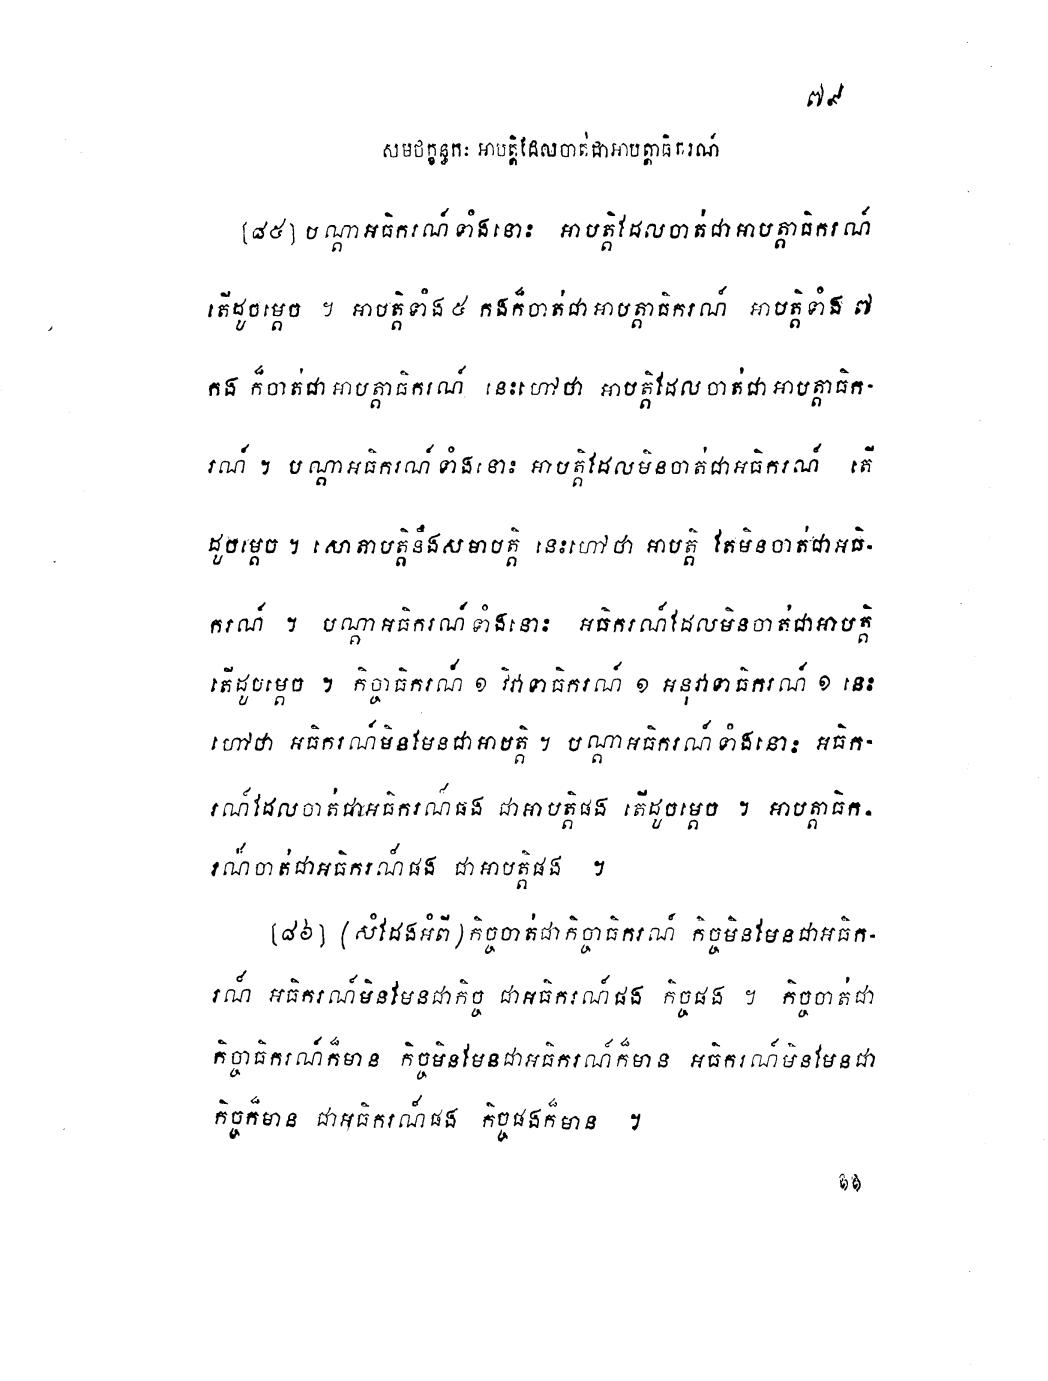 ៧៩
សមថក្ខន្ធកៈ អាបត្តិដែលចាត់ជាអាបត្តាធិករណ៍
[៨៥] បណ្តាអធិករណ៍ទាំងនោះ អាបត្តិដែលចាត់ជាអាបត្តាធិករណ៍
តើដូចម្តេច ។ អាបត្តិទាំង ៥ កងក៏ចាត់ជាអាបត្តាធិករណ៍ អាបត្តិទាំង ៧
កង ក៏ចាត់ជាអាបត្តាធិករណ៍ នេះហៅថា អាបត្តិដែលចាត់ជាអាបត្តាធិក-
រណ៍ ។ បណ្តាអធិករណ៍ទាំងនោះ អាបត្តិដែលមិនចាត់ជាអធិករណ៍ តើ
ដូចម្តេច ។ សោតាបត្តិនឹងសមាបត្តិ នេះហៅថា អាបត្តិ តែមិនចាត់ជាអធិ-
ករណ៍ ។ បណ្តាអធិករណ៍ទាំងនោះ អធិករណ៍ដែលមិនចាត់ជាអាបត្តិ
តើដូចម្តេច ។ កិច្ចាធិករណ៍ ១ វិវាទាធិករណ៍ ១ អនុវាទាធិករណ៍ ១ នេះ
ហៅថា អធិករណ៍មិនមែនជាអាបត្តិ ។ បណ្តាអធិករណ៍ទាំងនោះ អធិក-
រណ៍ដែលចាត់ជាអធិករណ៍ផង ជាអាបត្តិផង តើដូចម្តេច ។ អាបត្តាធិក-
រណ៍ចាត់ជាអធិករណ៍ផង ជាអាបត្តិផង ។
[៨៦] (សំដែងអំពី) កិច្ចចាត់ជាកិច្ចាធិករណ៍ កិច្ចមិនមែនជាអធិក-
រណ៍ អធិករណ៍មិនមែនជាកិច្ច ជាអធិករណ៍ផង កិច្ចផង ។ កិច្ចចាត់ជា
កិច្ចាធិករណ៍ក៏មាន កិច្ចមិនមែនជាអធិករណ៍ក៏មាន អធិករណ៍មិនមែនជា
កិច្ចក៏មាន ជាអធិករណ៍ផង កិច្ចផងក៏មាន ។